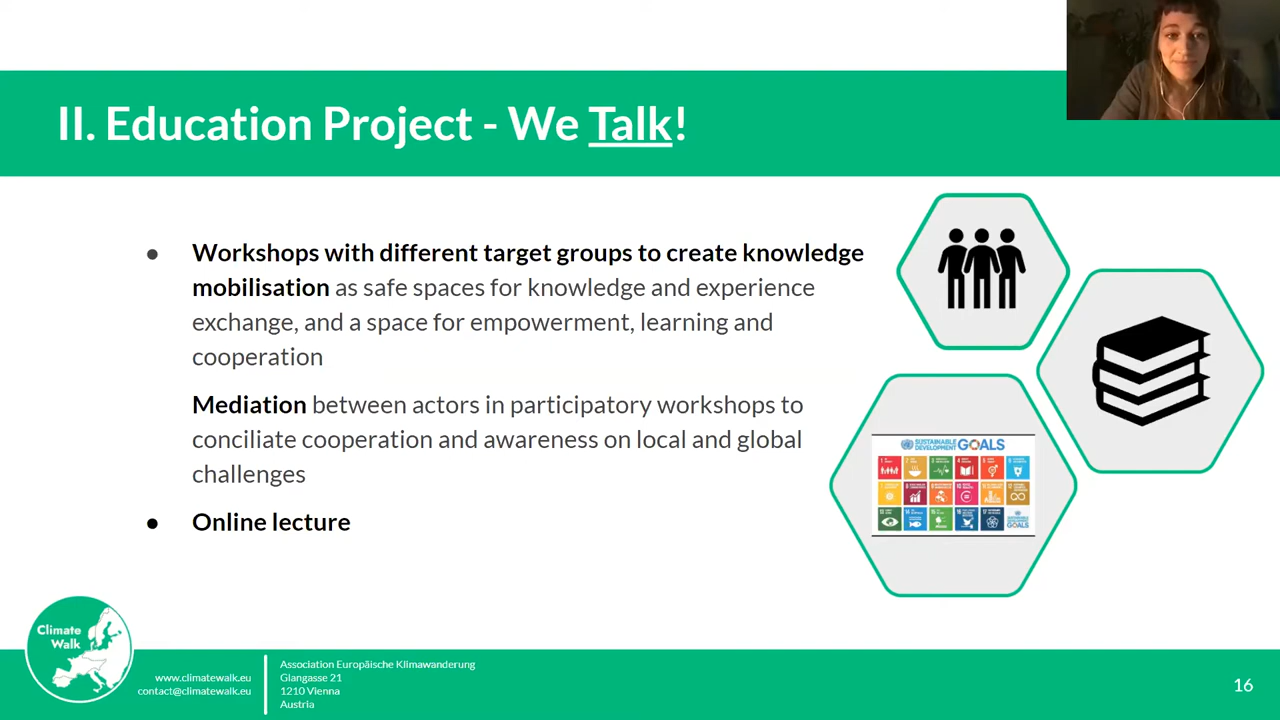 II. Education Project - We Talk!
● Workshops with different target groups to create knowledge
mobilisation as safe spaces for knowledge and experience
exchange, and a space for empowerment, learning and
cooperation
Mediation between actors in participatory workshops to
conciliate cooperation and awareness on local and global
challenges
● Online lecture
SUSTAINABLE
DEVELOPMENT GOALS
SUSTAINABLE
DEVELOPMENT
GOALS
Climate
Walk
www.climatewalk.eu
contact@climatewalk.eu
Association Europäische Klimawanderung
Glangasse 21
1210 Vienna
Austria
16